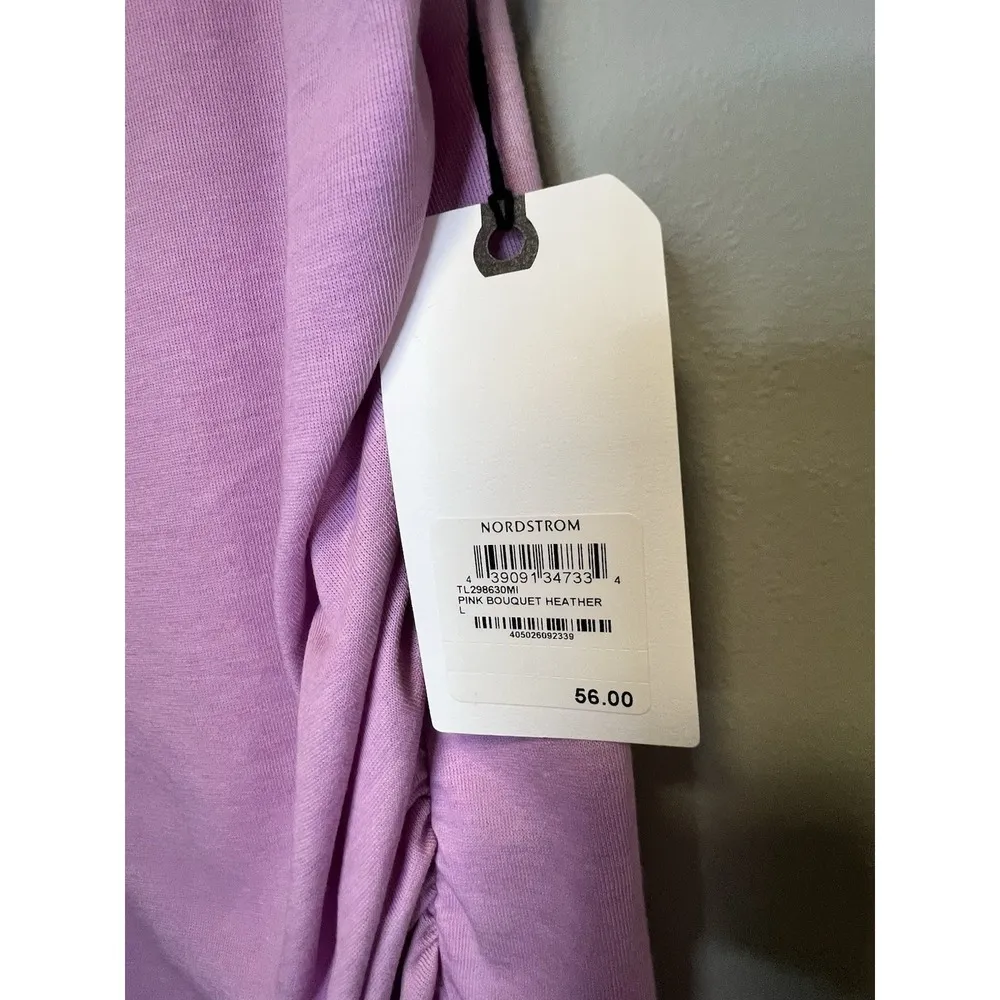 NORDSTROM
4 39091 34733 4
TL298630MI
PINK BOUQUET HEATHER
L
405026092339
56.00